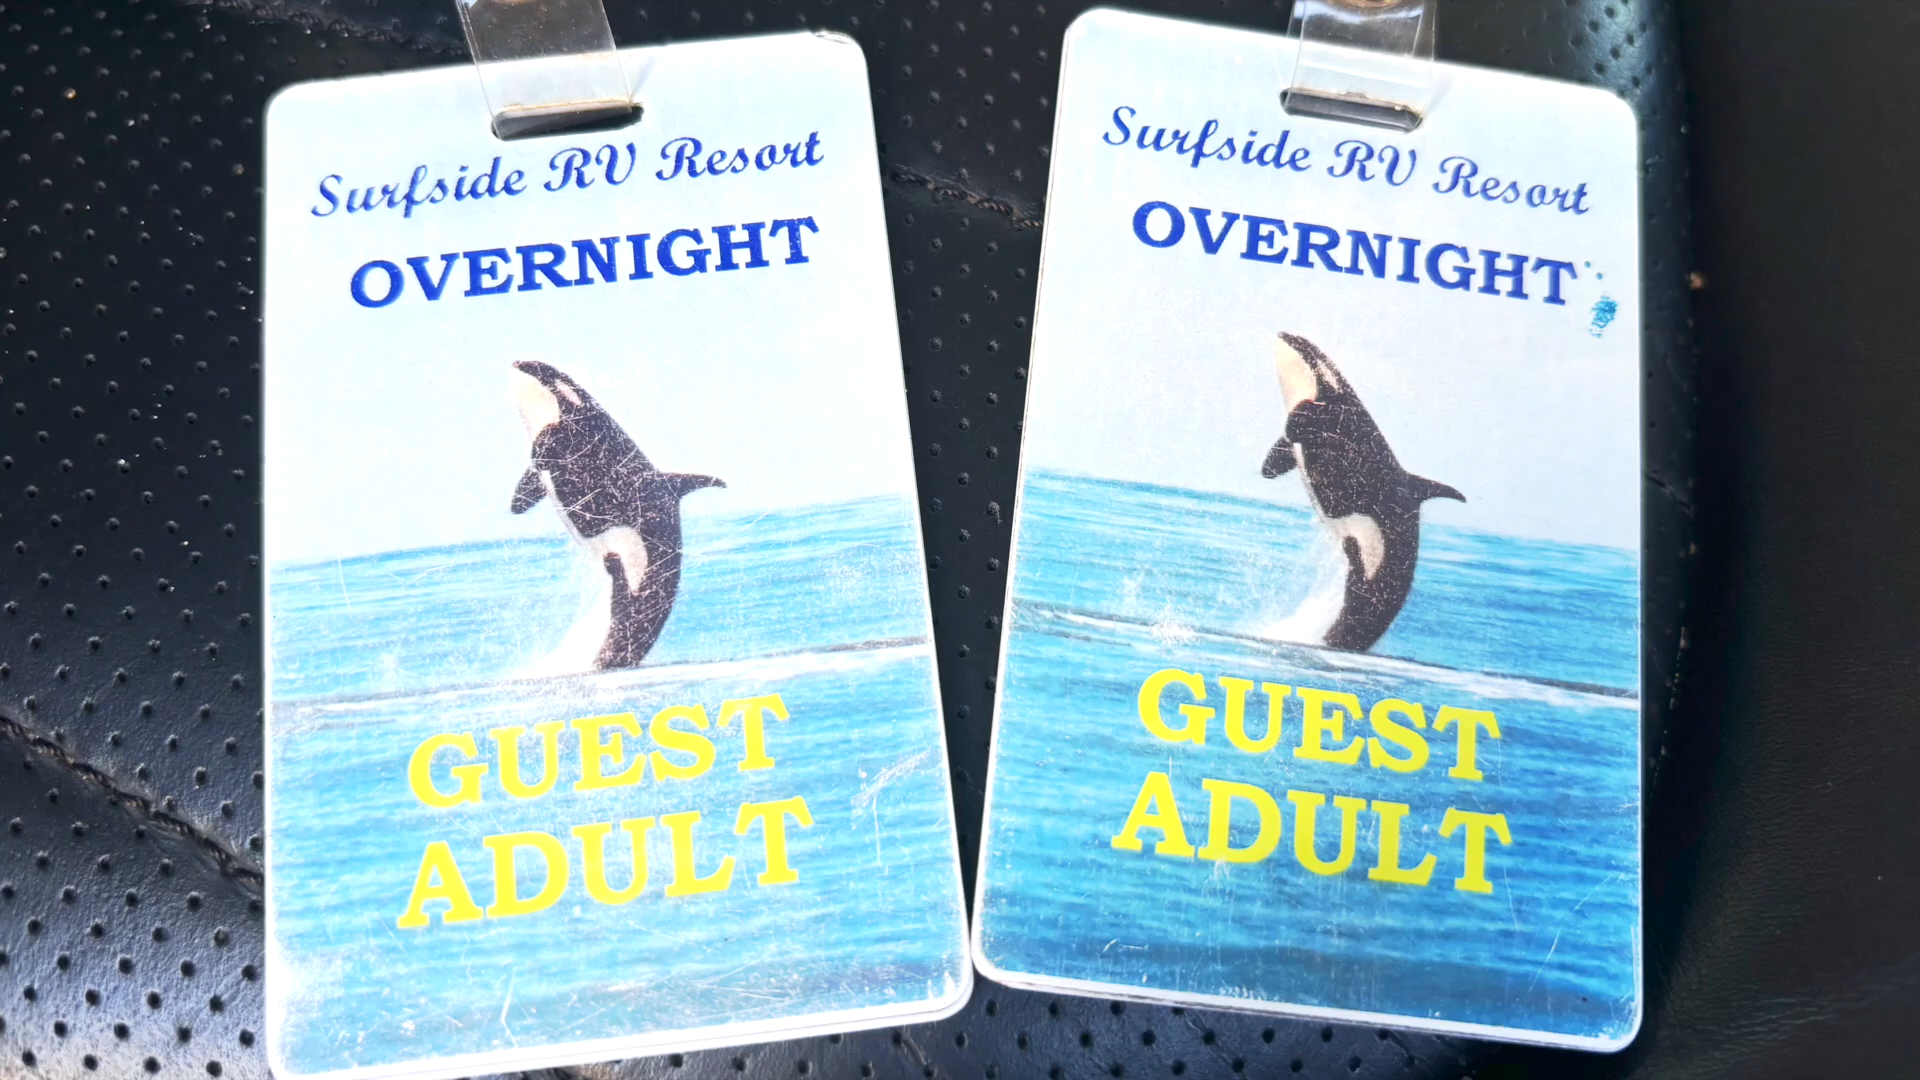 Surfside RV Resort
OVERNIGHT
GUEST
ADULT
Surfside RV Resort
OVERNIGHT
GUEST
ADULT